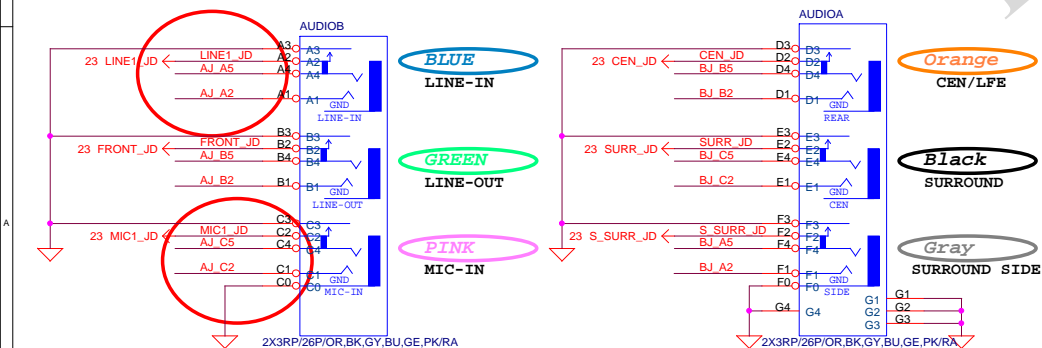 AUDIOB
A3 A3
23 LINE1_JD LINE1_JD A2 A2
AJ_A5 A4 A4
AJ_A2 A1 A1
GND
LINE-IN
BLUE
LINE-IN
B3 B3
23 FRONT_JD FRONT_JD B2 B2
AJ_B5 B4 B4
AJ_B2 B1 B1
GND
LINE-OUT
GREEN
LINE-OUT
C3 C3
23 MIC1_JD MIC1_JD C2 C2
AJ_C5 C4 C4
AJ_C2 C1 C1
GND
C0 C0
MIC-IN
PINK
MIC-IN
2X3RP/26P/OR,BK,GY,BU,GE,PK/RA
AUDIOA
D3 D3
23 CEN_JD CEN_JD D2 D2
BJ_B5 D4 D4
BJ_B2 D1 D1
GND
REAR
Orange
CEN/LFE
E3 E3
23 SURR_JD SURR_JD E2 E2
BJ_C5 E4 E4
BJ_C2 E1 E1
GND
CEN
Black
SURROUND
F3 F3
23 S_SURR_JD S_SURR_JD F2 F2
BJ_A5 F4 F4
BJ_A2 F1 F1
GND
F0 F0
SIDE
Gray
SURROUND SIDE
G4 G4
G1 G1
G2 G2
G3 G3
2X3RP/26P/OR,BK,GY,BU,GE,PK/RA
A